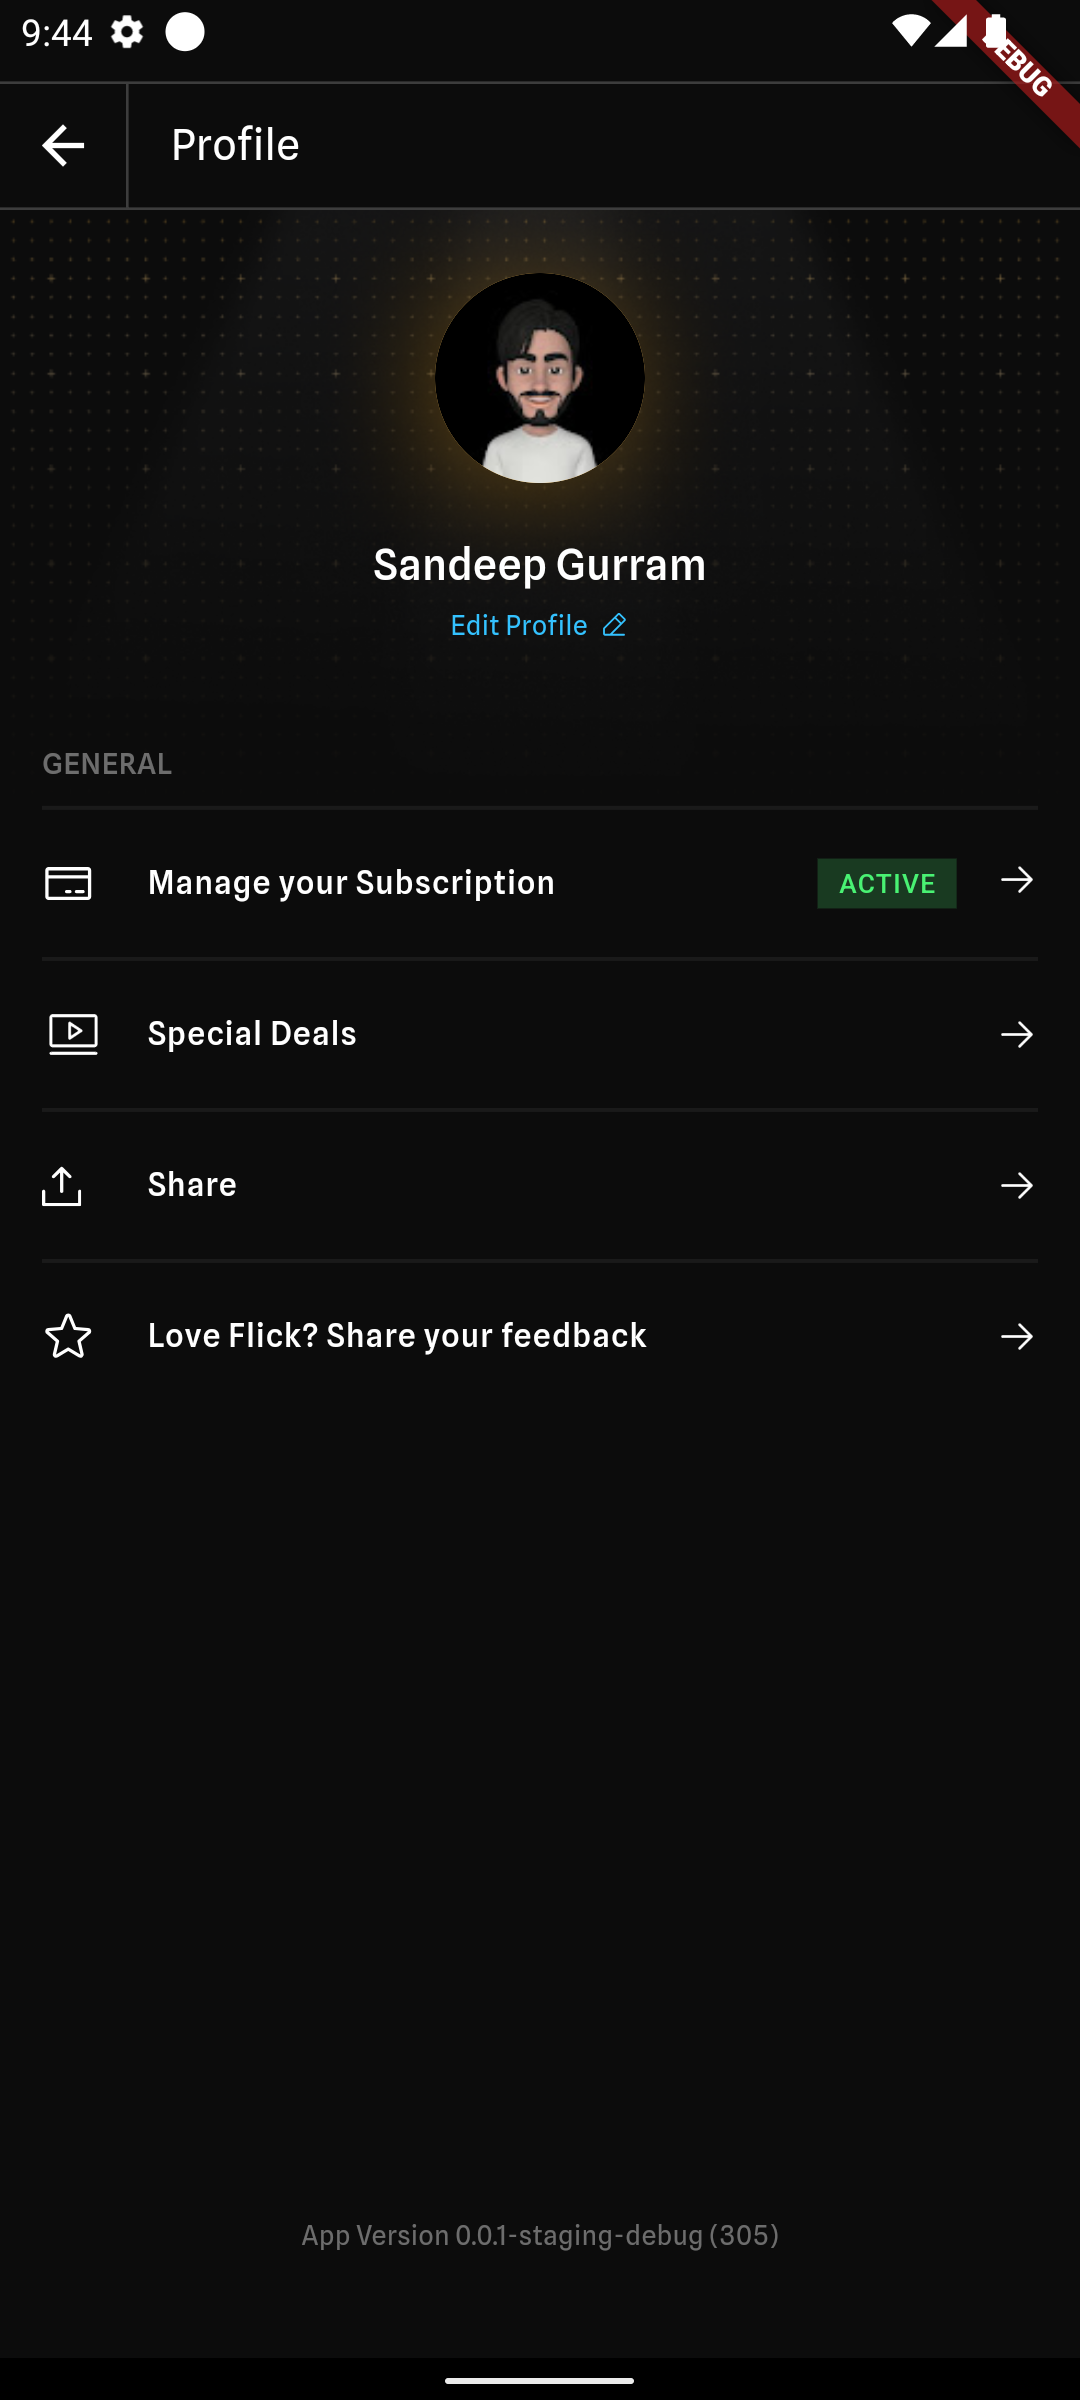 9:44
DEBUG
Profile
Sandeep Gurram
Edit Profile
GENERAL
Manage your Subscription
ACTIVE
Special Deals
Share
Love Flick? Share your feedback
App Version 0.0.1-staging-debug (305)